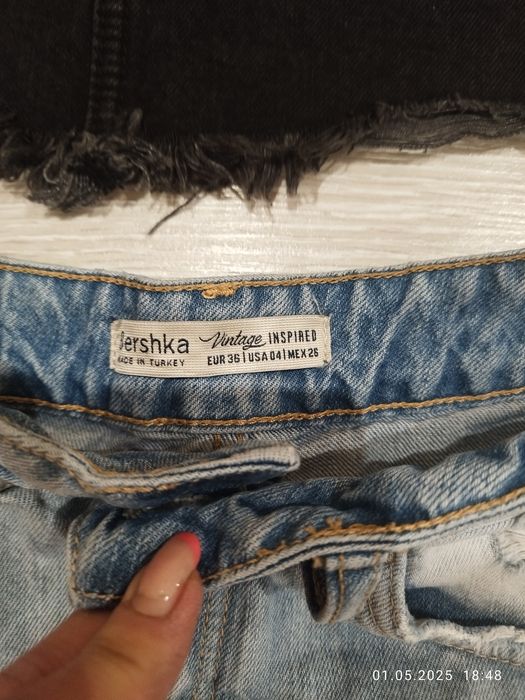 Bershka Vintage INSPIRED
MADE IN TURKEY EUR 36 | USA 04 | MEX 26
01.05.2025 18:48